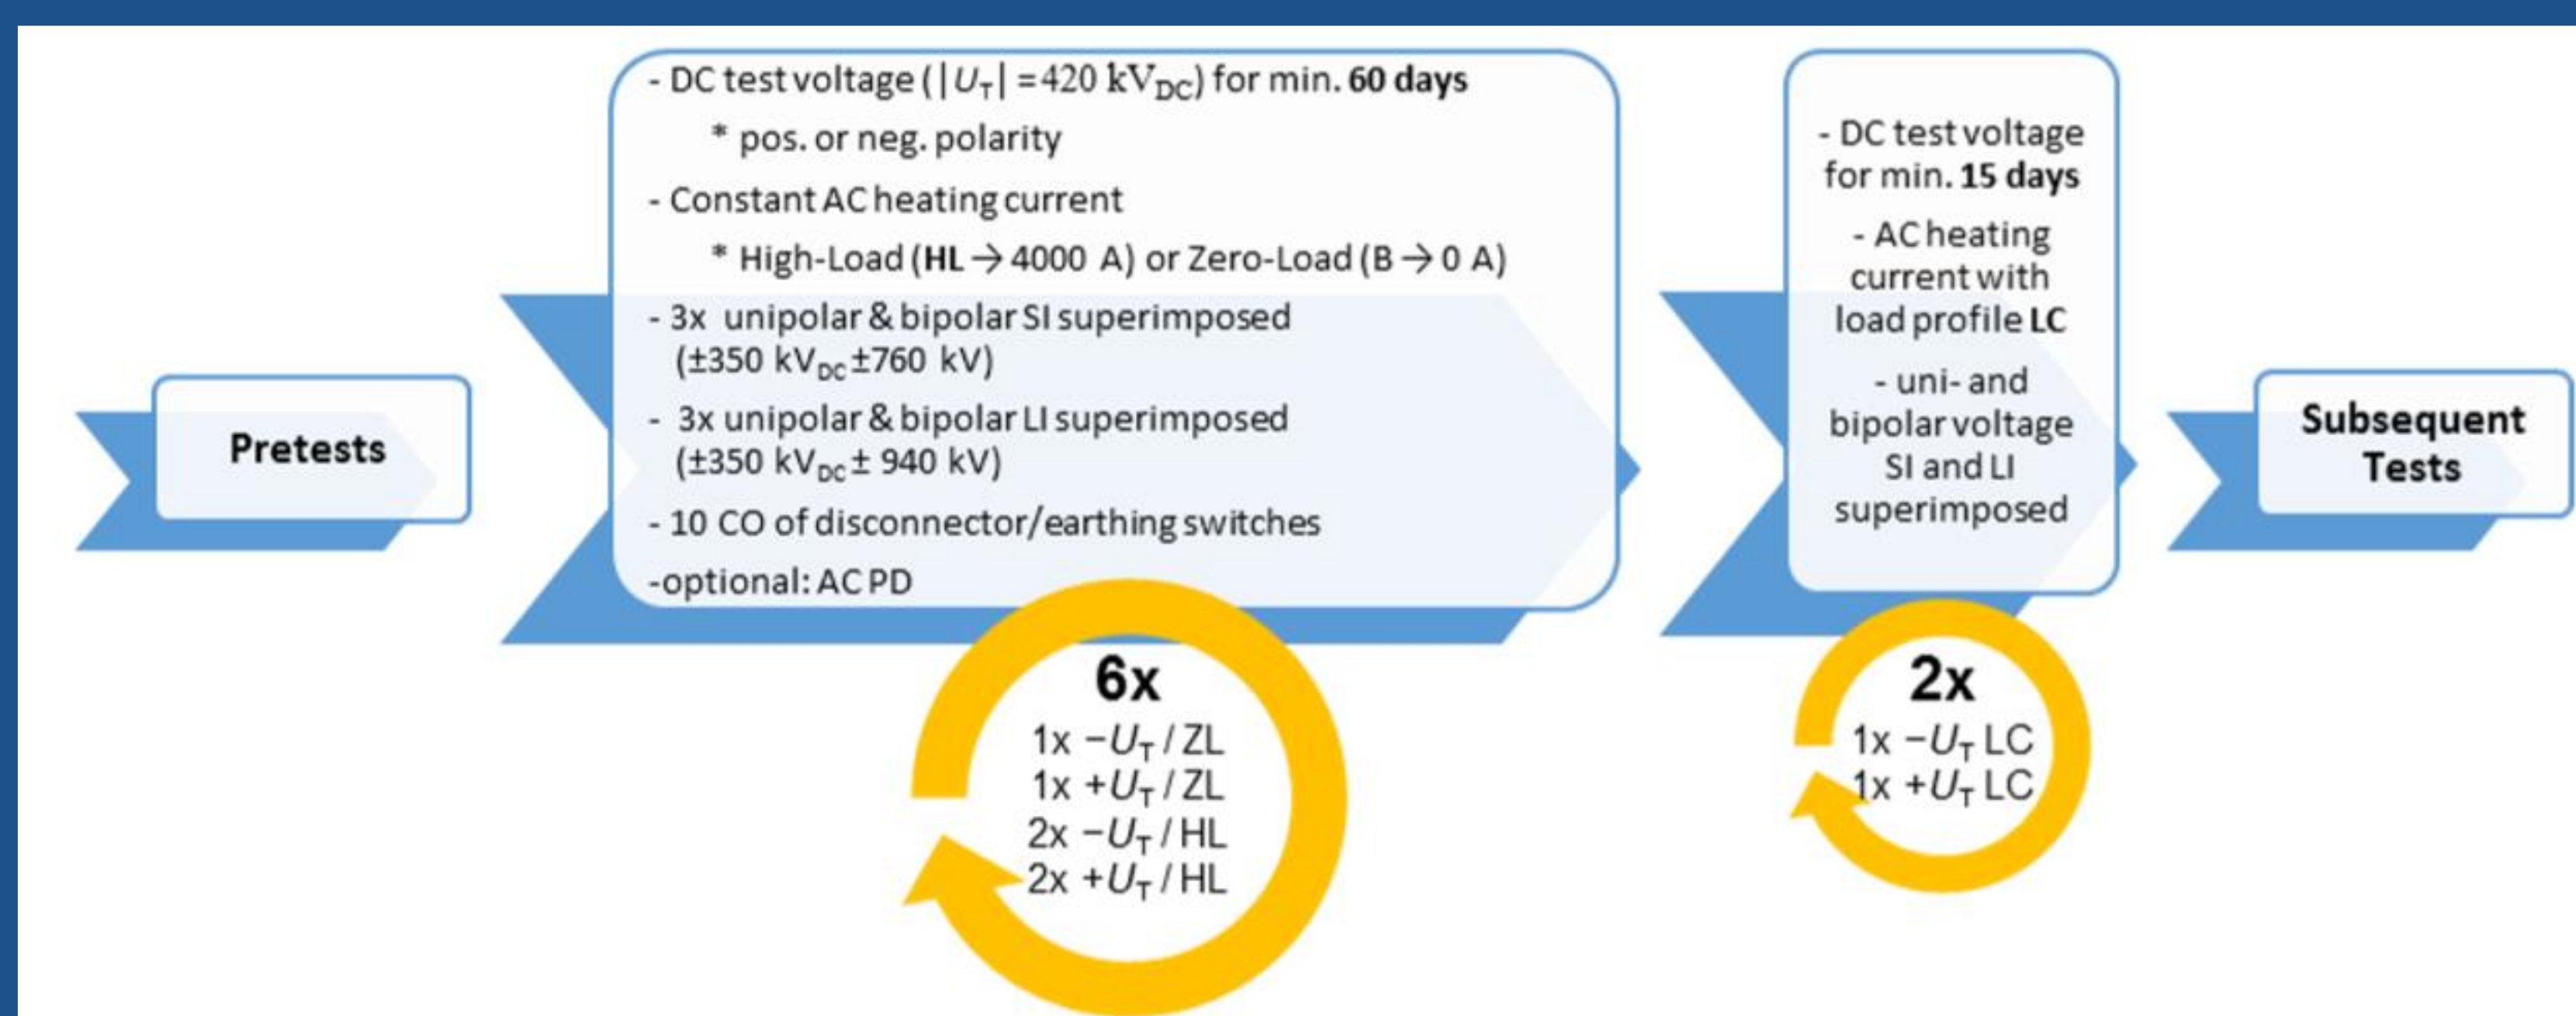 Pretests
- DC test voltage (|U_T| = 420 kV_DC) for min. 60 days
* pos. or neg. polarity
- Constant AC heating current
* High-Load (HL → 4000 A) or Zero-Load (B → 0 A)
- 3x unipolar & bipolar SI superimposed
(±350 kV_DC ±760 kV)
- 3x unipolar & bipolar LI superimposed
(±350 kV_DC ± 940 kV)
- 10 CO of disconnector/earthing switches
-optional: AC PD
6x
1x −U_T / ZL
1x +U_T / ZL
2x −U_T / HL
2x +U_T / HL
- DC test voltage
for min. 15 days
- AC heating
current with
load profile LC
- uni- and
bipolar voltage
SI and LI
superimposed
2x
1x −U_T LC
1x +U_T LC
Subsequent
Tests